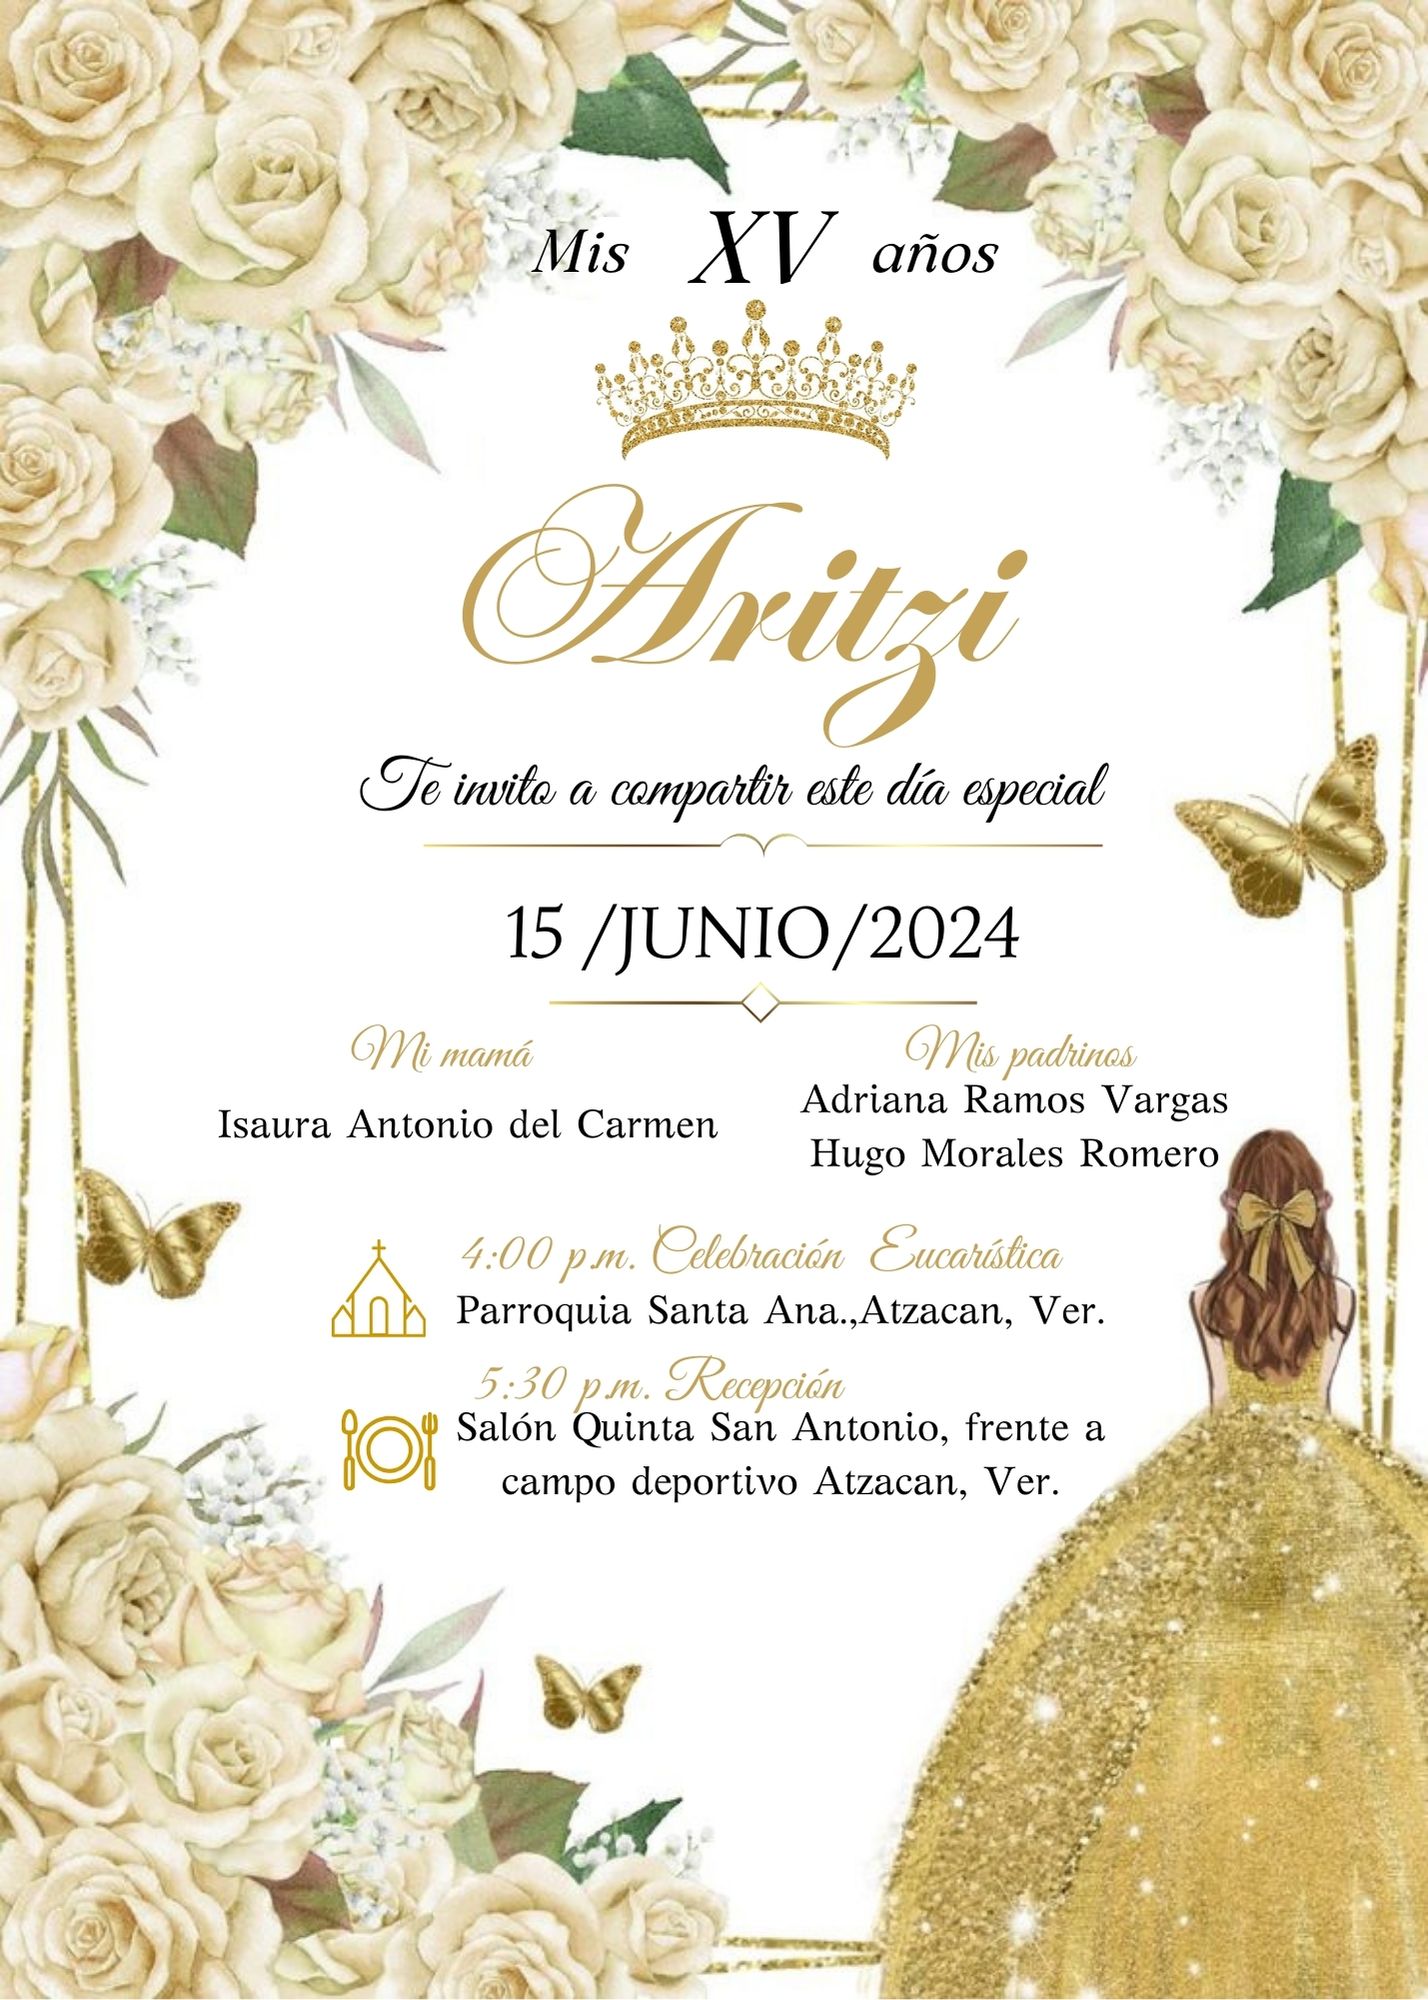 Mis XV años
Aritzi
Te invito a compartir este día especial
15 /JUNIO/2024
Mi mamá
Isaura Antonio del Carmen
Mis padrinos
Adriana Ramos Vargas
Hugo Morales Romero
4:00 p.m. Celebración Eucarística
Parroquia Santa Ana.,Atzacan, Ver.
5:30 p.m. Recepción
Salón Quinta San Antonio, frente a
campo deportivo Atzacan, Ver.